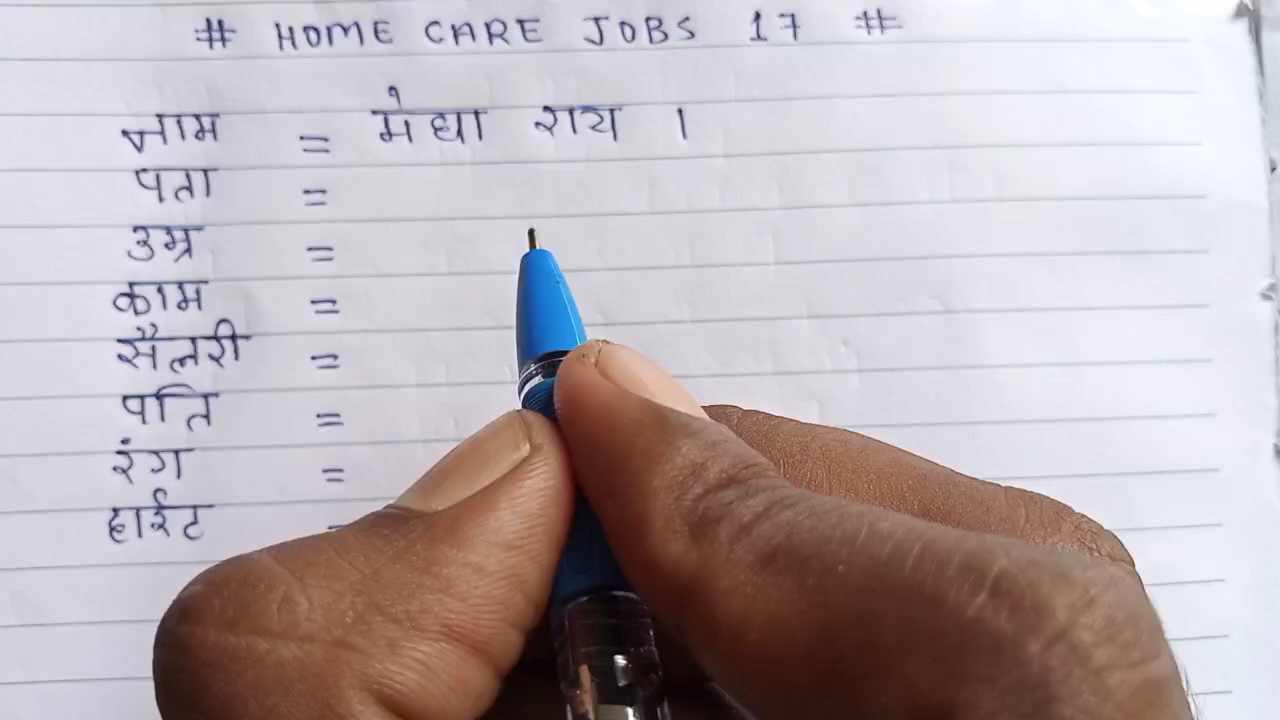 # HOME CARE JOBS 17 #
नाम = मेघा राय ।
पता =
उम्र =
काम =
सैलरी =
पति =
रंग =
हाईट =